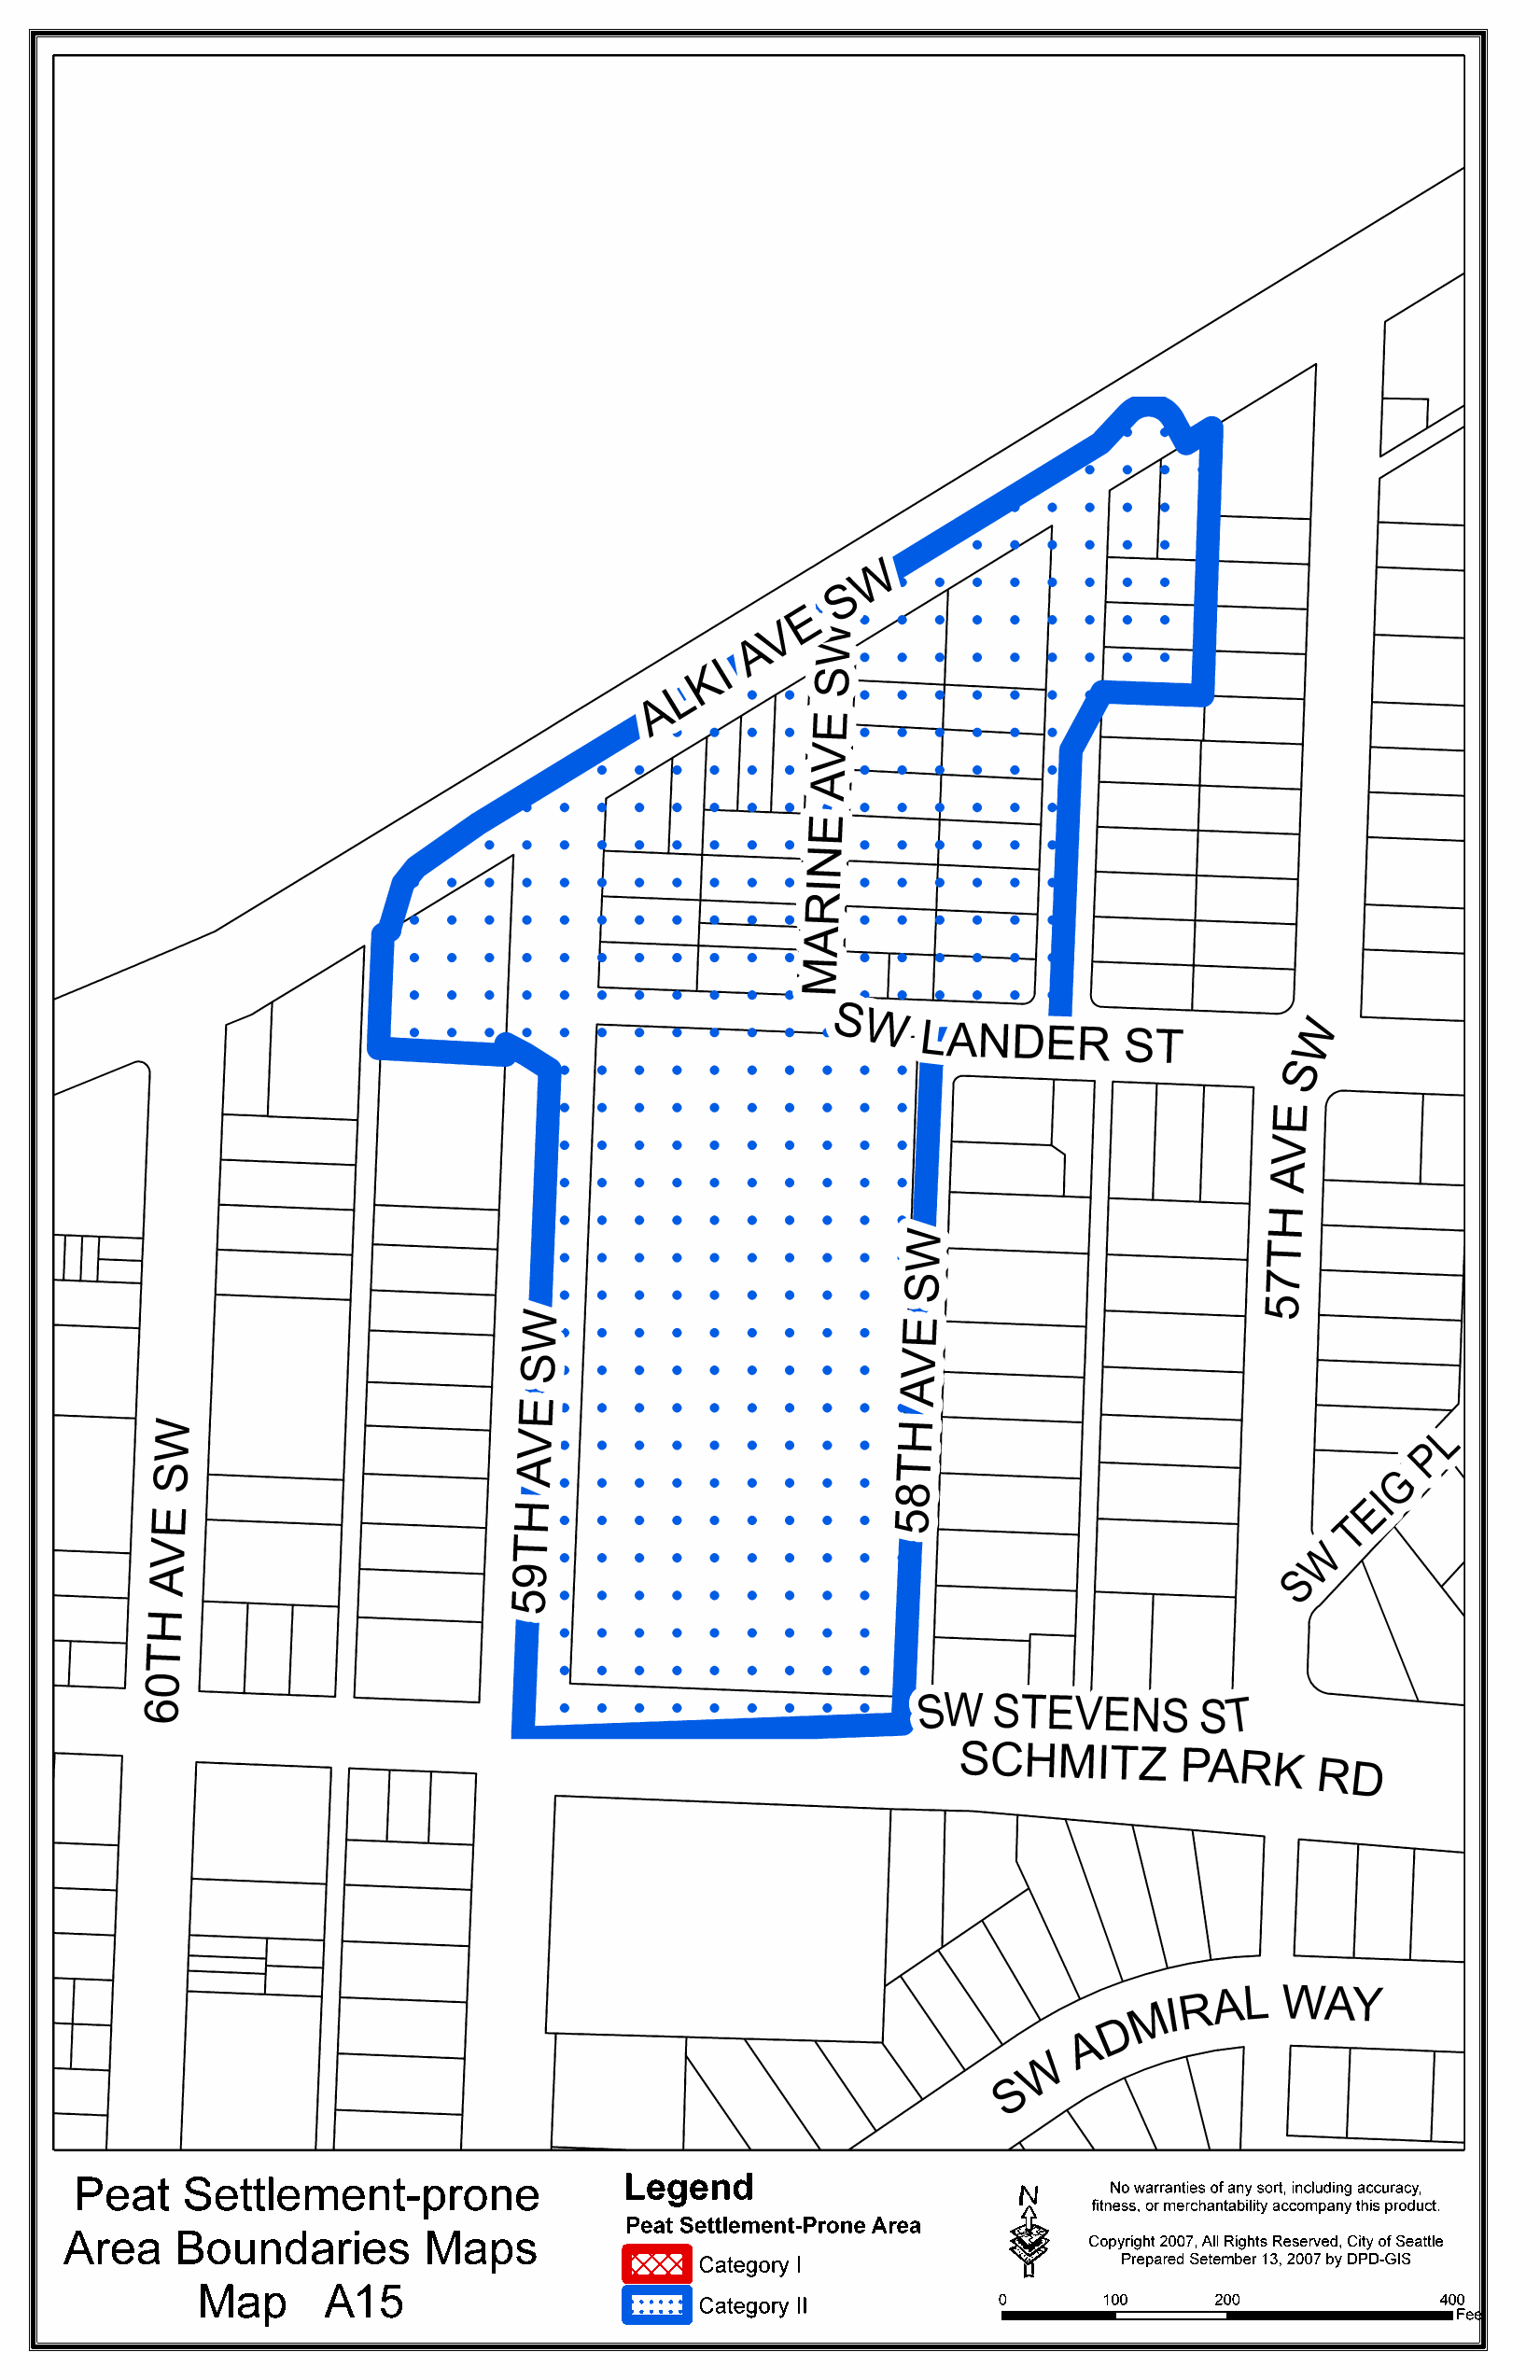 ALKI AVE SW
MARINE AVE SW
SW LANDER ST
57TH AVE SW
58TH AVE SW
59TH AVE SW
60TH AVE SW
SW TEIG PL
SW STEVENS ST
SCHMITZ PARK RD
SW ADMIRAL WAY
Peat Settlement-prone
Area Boundaries Maps
Map A15
Legend
Peat Settlement-Prone Area
Category I
Category II
N
No warranties of any sort, including accuracy,
fitness, or merchantability accompany this product.
Copyright 2007, All Rights Reserved, City of Seattle
Prepared Setember 13, 2007 by DPD-GIS
0 100 200 400
Fee